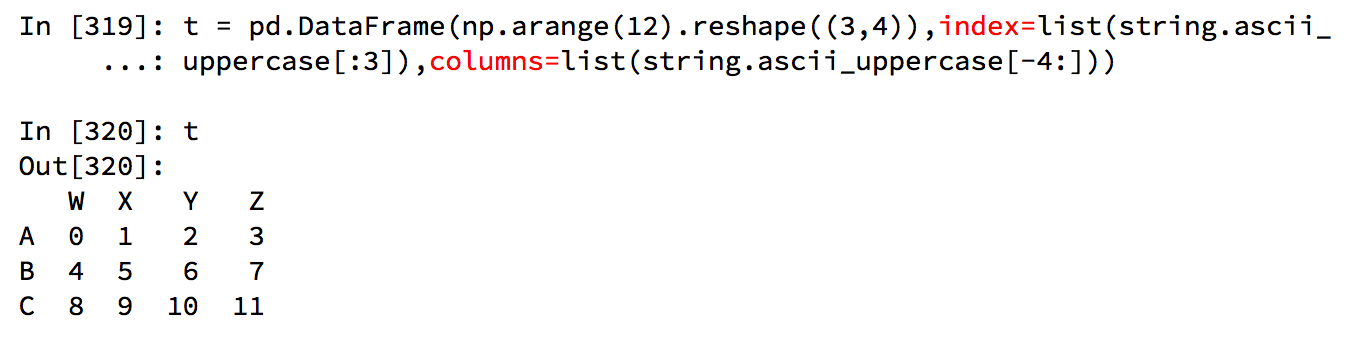 In [319]: t = pd.DataFrame(np.arange(12).reshape((3,4)),index=list(string.ascii_
...: uppercase[:3]),columns=list(string.ascii_uppercase[-4:]))
In [320]: t
Out[320]:
W X Y Z
A 0 1 2 3
B 4 5 6 7
C 8 9 10 11